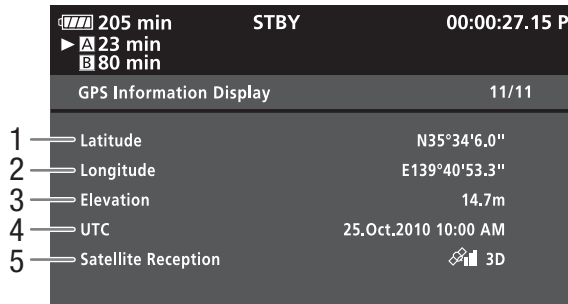 205 min STBY 00:00:27.15 P
A 23 min
B 80 min
GPS Information Display 11/11
1 Latitude N35°34'6.0"
2 Longitude E139°40'53.3"
3 Elevation 14.7m
4 UTC 25.Oct.2010 10:00 AM
5 Satellite Reception 3D